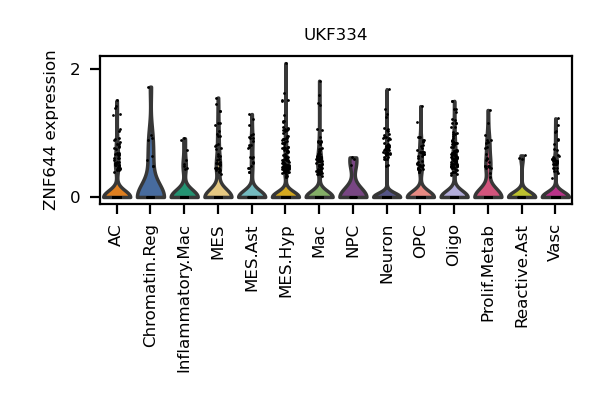 UKF334
ZNF644 expression
2
0
AC
Chromatin.Reg
Inflammatory.Mac
MES
MES.Ast
MES.Hyp
Mac
NPC
Neuron
OPC
Oligo
Prolif.Metab
Reactive.Ast
Vasc